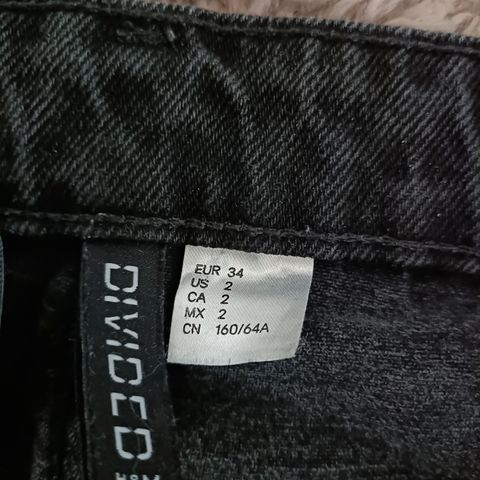 EUR 34
US 2
CA 2
MX 2
CN 160/64A
DIVIDED